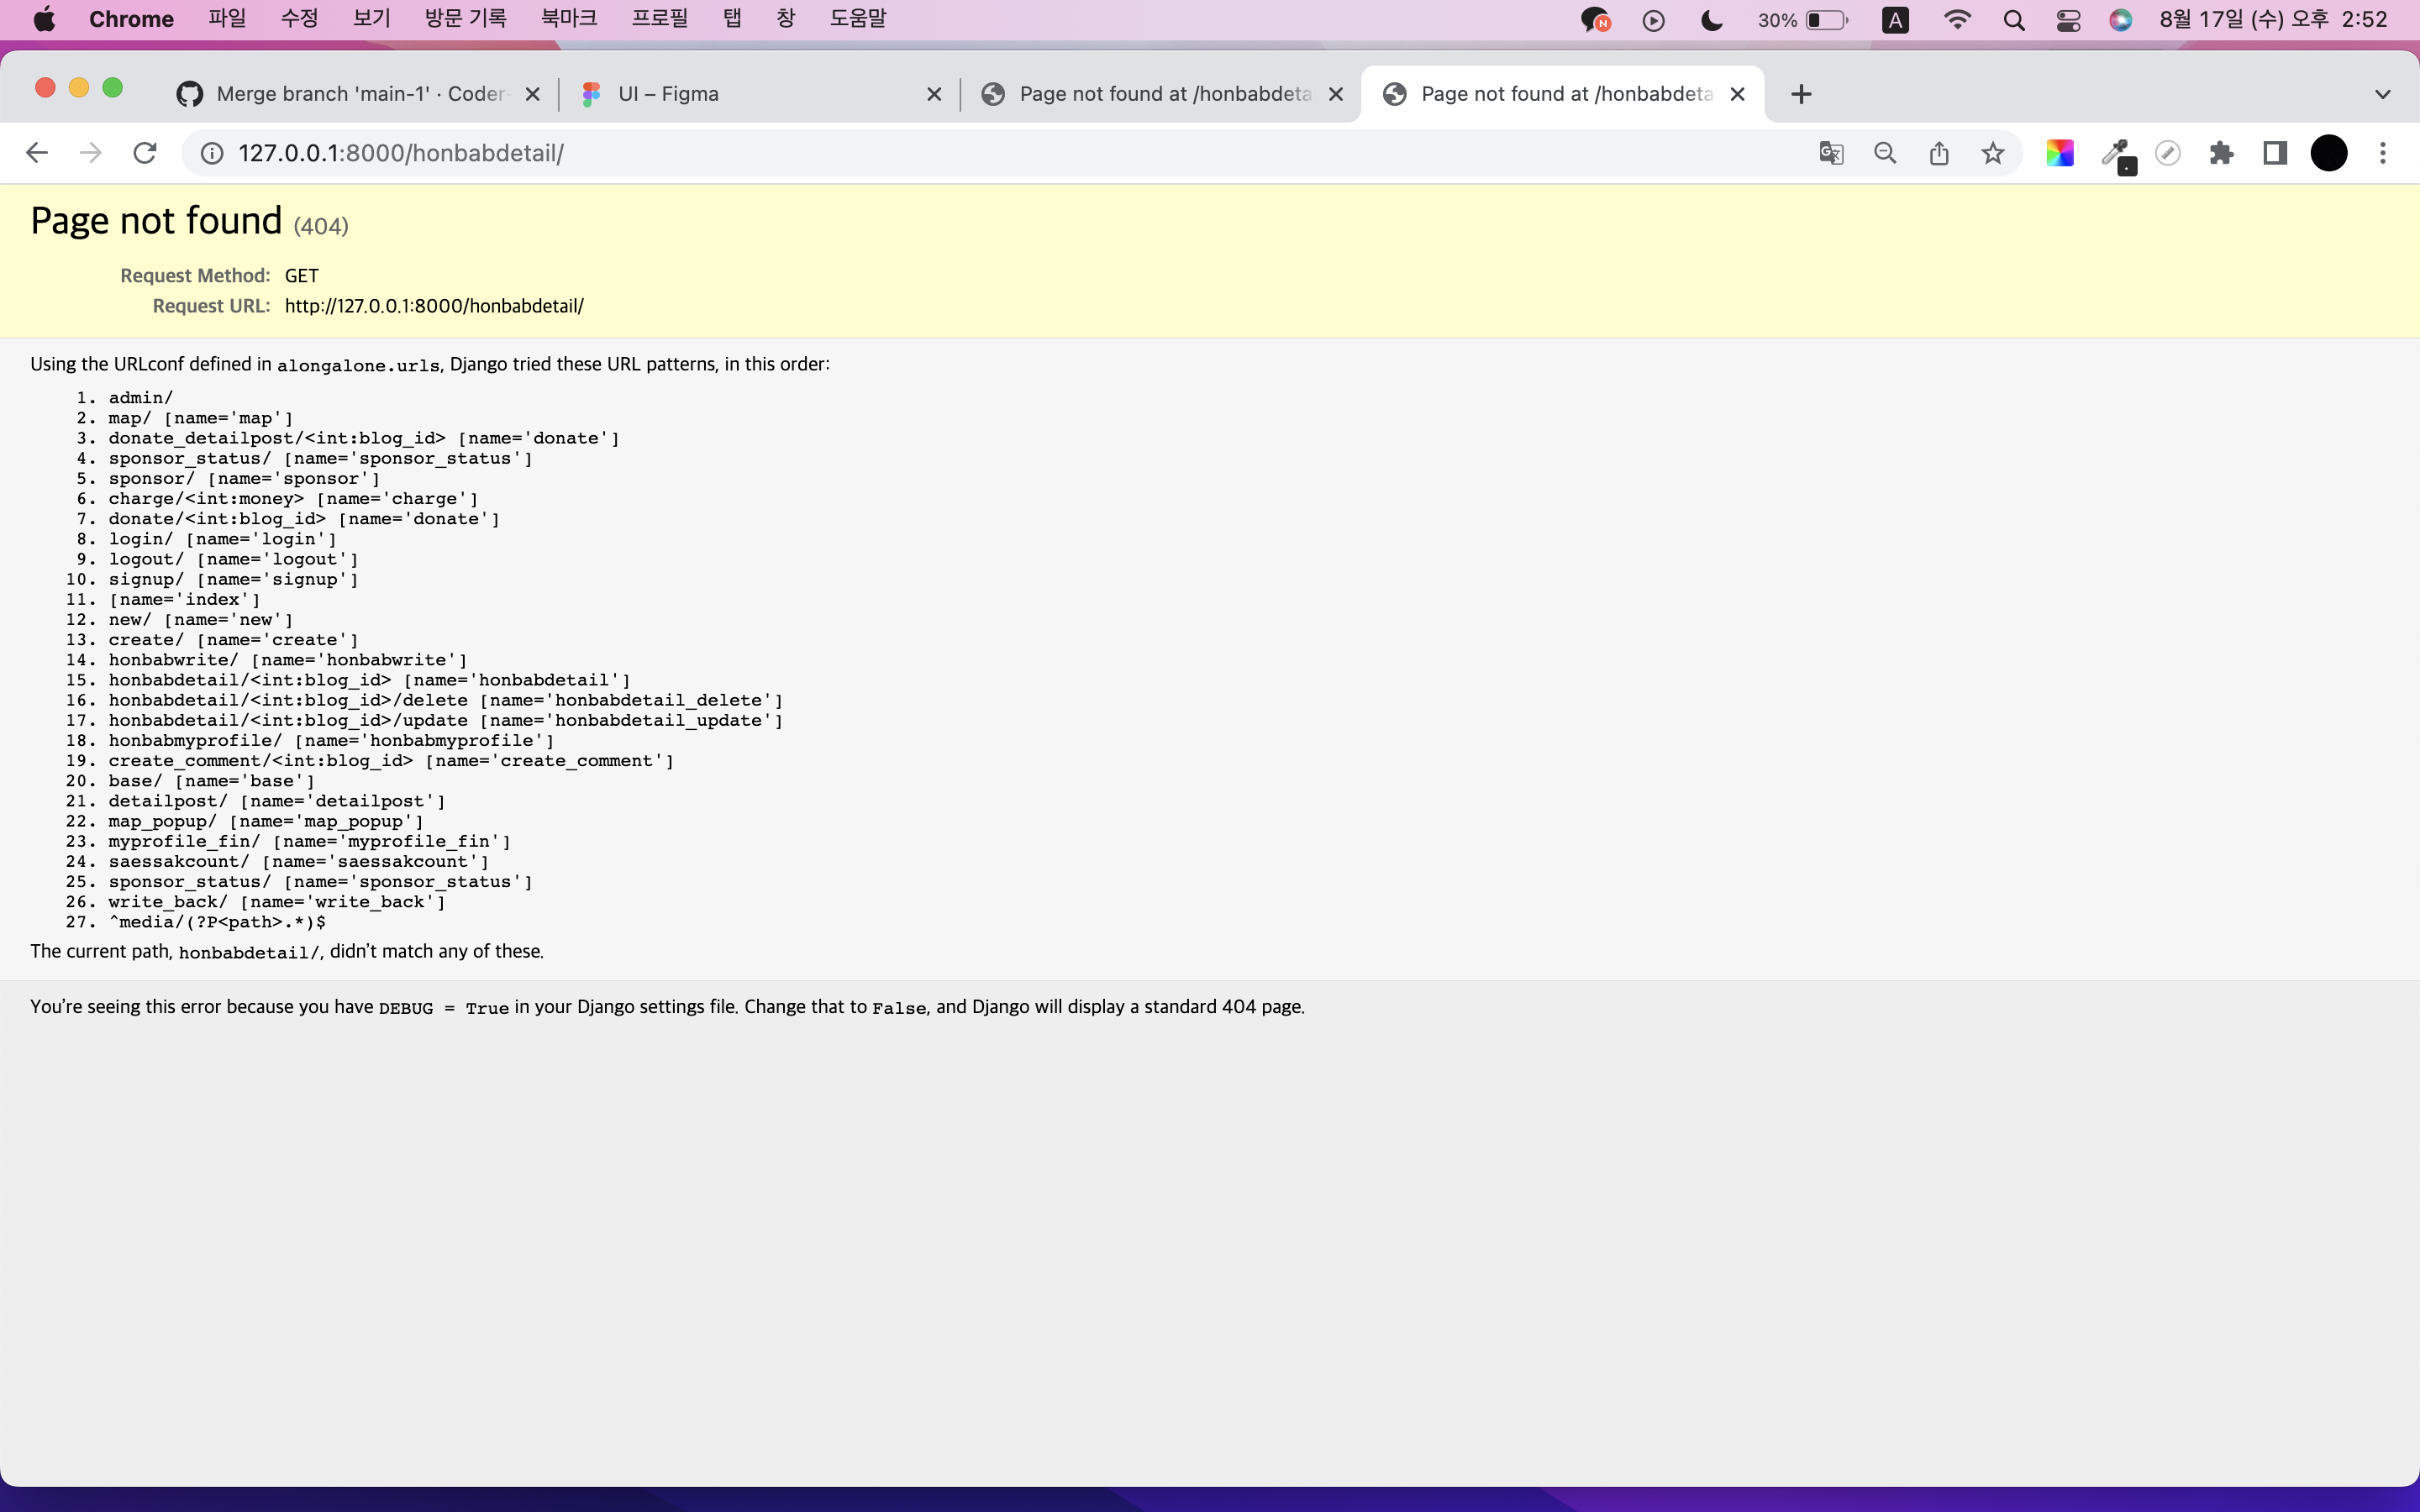 Chrome 파일 수정 보기 방문 기록 북마크 프로필 탭 창 도움말 N 30% A 8월 17일 (수) 오후 2:52
Merge branch 'main-1' · Coder- UI – Figma Page not found at /honbabdeta Page not found at /honbabdeta
127.0.0.1:8000/honbabdetail/
Page not found (404)
Request Method: GET
Request URL: http://127.0.0.1:8000/honbabdetail/
Using the URLconf defined in alongalone.urls, Django tried these URL patterns, in this order:
1. admin/
2. map/ [name='map']
3. donate_detailpost/<int:blog_id> [name='donate']
4. sponsor_status/ [name='sponsor_status']
5. sponsor/ [name='sponsor']
6. charge/<int:money> [name='charge']
7. donate/<int:blog_id> [name='donate']
8. login/ [name='login']
9. logout/ [name='logout']
10. signup/ [name='signup']
11. [name='index']
12. new/ [name='new']
13. create/ [name='create']
14. honbabwrite/ [name='honbabwrite']
15. honbabdetail/<int:blog_id> [name='honbabdetail']
16. honbabdetail/<int:blog_id>/delete [name='honbabdetail_delete']
17. honbabdetail/<int:blog_id>/update [name='honbabdetail_update']
18. honbabmyprofile/ [name='honbabmyprofile']
19. create_comment/<int:blog_id> [name='create_comment']
20. base/ [name='base']
21. detailpost/ [name='detailpost']
22. map_popup/ [name='map_popup']
23. myprofile_fin/ [name='myprofile_fin']
24. saessakcount/ [name='saessakcount']
25. sponsor_status/ [name='sponsor_status']
26. write_back/ [name='write_back']
27. ^media/(?P<path>.*)$
The current path, honbabdetail/, didn’t match any of these.
You’re seeing this error because you have DEBUG = True in your Django settings file. Change that to False, and Django will display a standard 404 page.